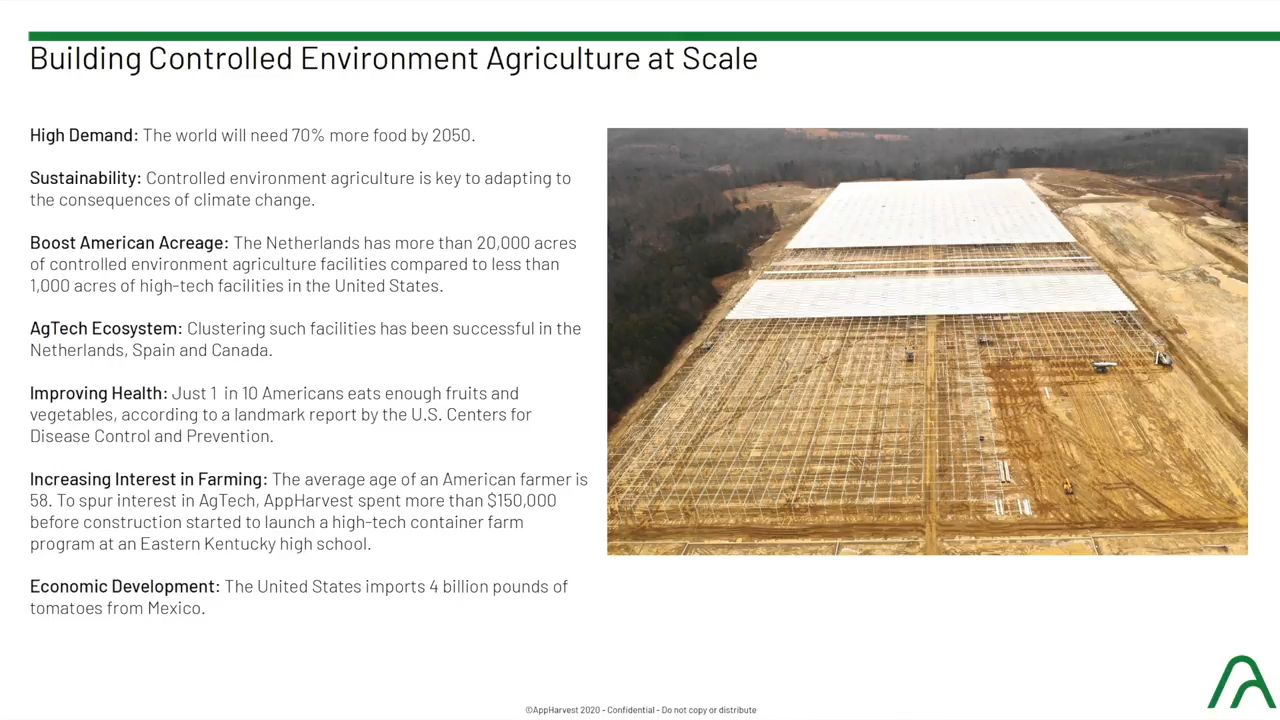 Building Controlled Environment Agriculture at Scale
High Demand: The world will need 70% more food by 2050.
Sustainability: Controlled environment agriculture is key to adapting to
the consequences of climate change.
Boost American Acreage: The Netherlands has more than 20,000 acres
of controlled environment agriculture facilities compared to less than
1,000 acres of high-tech facilities in the United States.
AgTech Ecosystem: Clustering such facilities has been successful in the
Netherlands, Spain and Canada.
Improving Health: Just 1 in 10 Americans eats enough fruits and
vegetables, according to a landmark report by the U.S. Centers for
Disease Control and Prevention.
Increasing Interest in Farming: The average age of an American farmer is
58. To spur interest in AgTech, AppHarvest spent more than $150,000
before construction started to launch a high-tech container farm
program at an Eastern Kentucky high school.
Economic Development: The United States imports 4 billion pounds of
tomatoes from Mexico.
©AppHarvest 2020 - Confidential - Do not copy or distribute